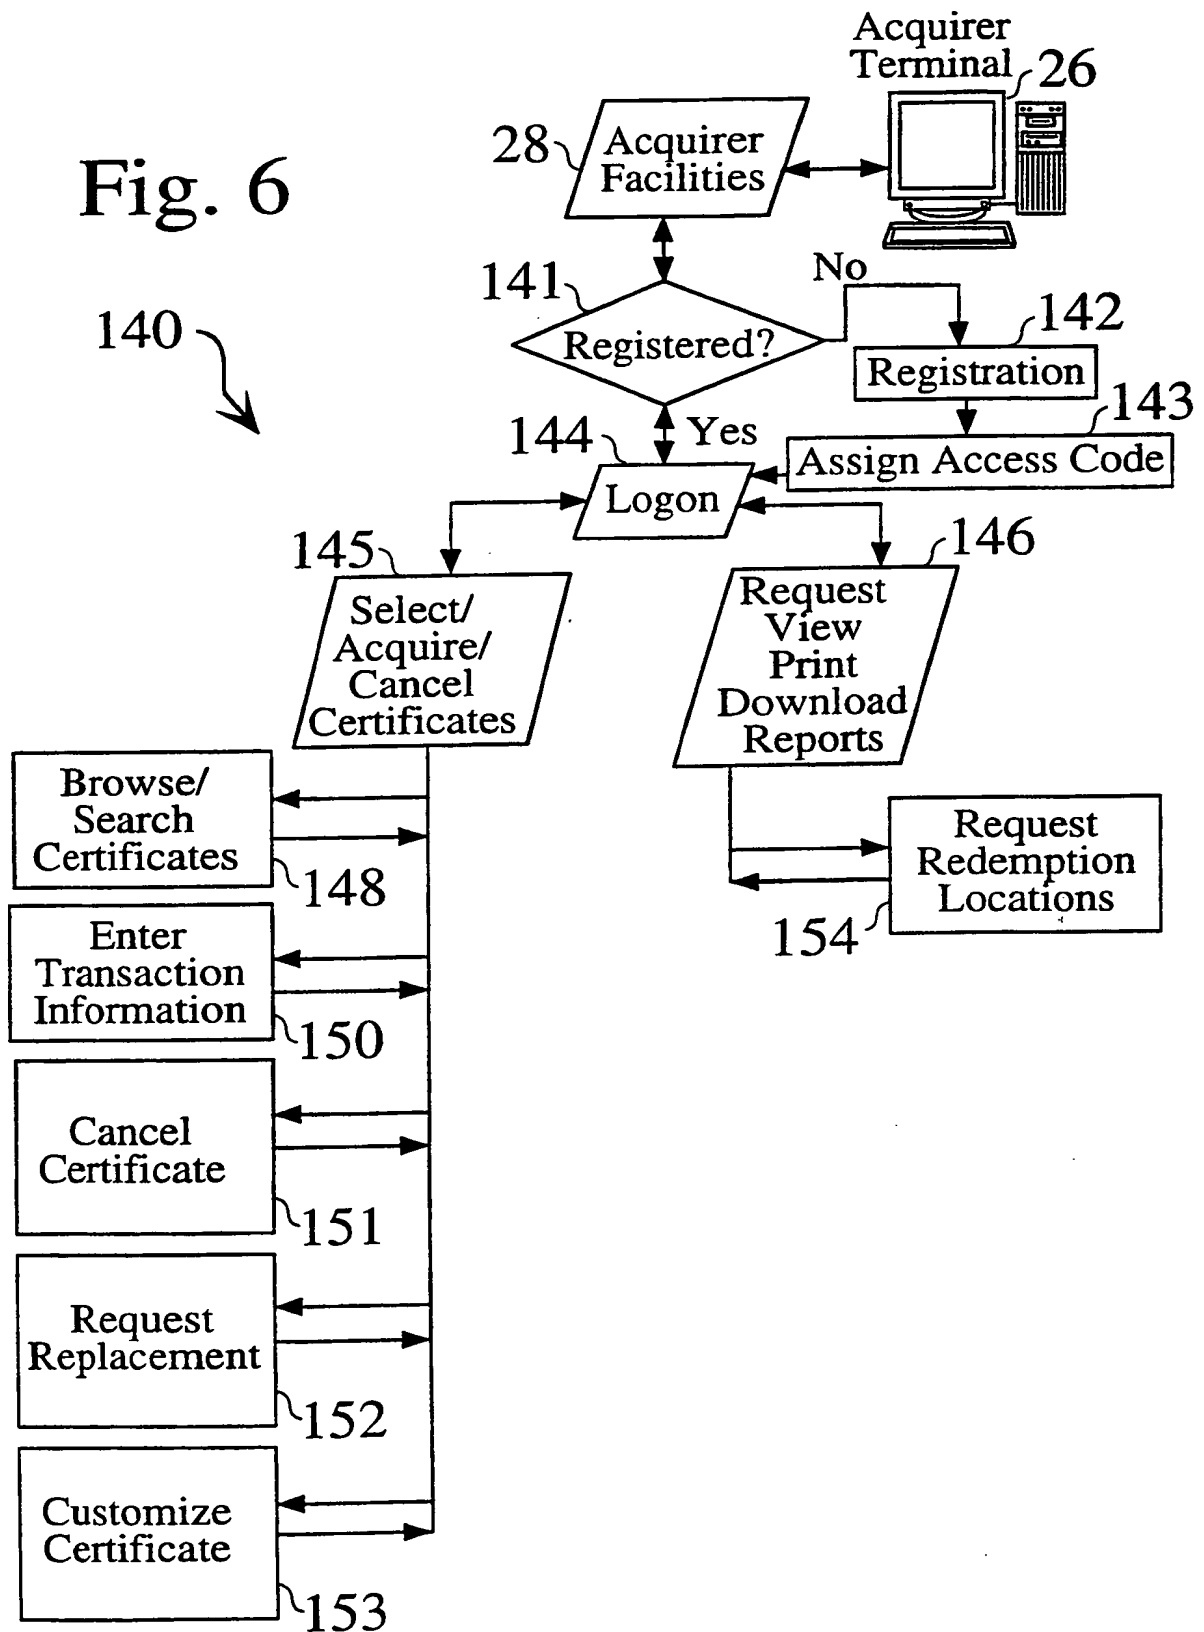 Acquirer
Terminal
26
28
Acquirer
Facilities
Fig. 6
141
No
140
Registered?
142
Registration
143
144
Yes
Assign Access Code
Logon
145
146
Select/
Acquire/
Cancel
Certificates
Request
View
Print
Download
Reports
Browse/
Search
Certificates
148
Request
Redemption
Locations
154
Enter
Transaction
Information
150
Cancel
Certificate
151
Request
Replacement
152
Customize
Certificate
153